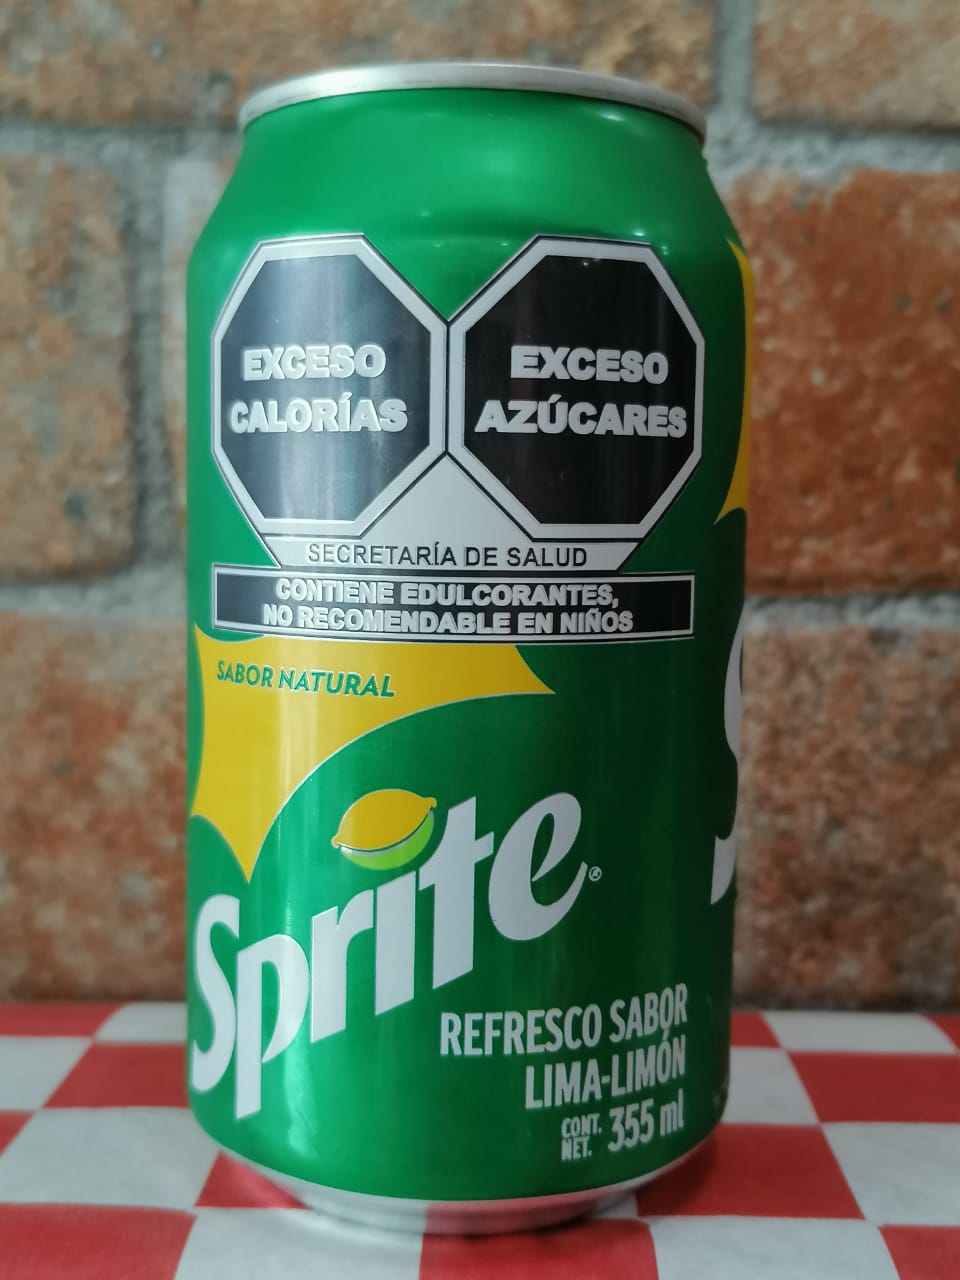 EXCESO
CALORÍAS
EXCESO
AZÚCARES
SECRETARÍA DE SALUD
CONTIENE EDULCORANTES,
NO RECOMENDABLE EN NIÑOS
SABOR NATURAL
Sprite®
REFRESCO SABOR
LIMA-LIMÓN
CONT.
NET. 355 ml